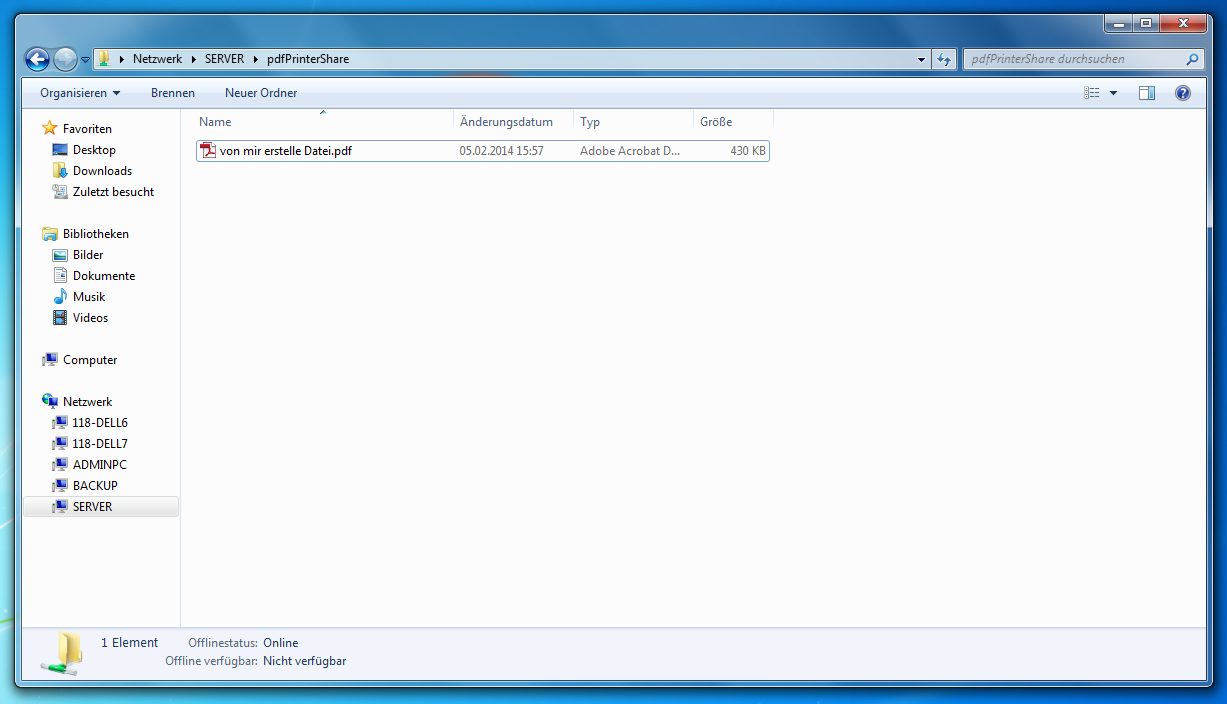 Netzwerk SERVER pdfPrinterShare
pdfPrinterShare durchsuchen
Organisieren Brennen Neuer Ordner
Favoriten
Desktop
Downloads
Zuletzt besucht
Bibliotheken
Bilder
Dokumente
Musik
Videos
Computer
Netzwerk
118-DELL6
118-DELL7
ADMINPC
BACKUP
SERVER
Name Änderungsdatum Typ Größe
von mir erstelle Datei.pdf 05.02.2014 15:57 Adobe Acrobat D... 430 KB
1 Element Offlinestatus: Online
Offline verfügbar: Nicht verfügbar